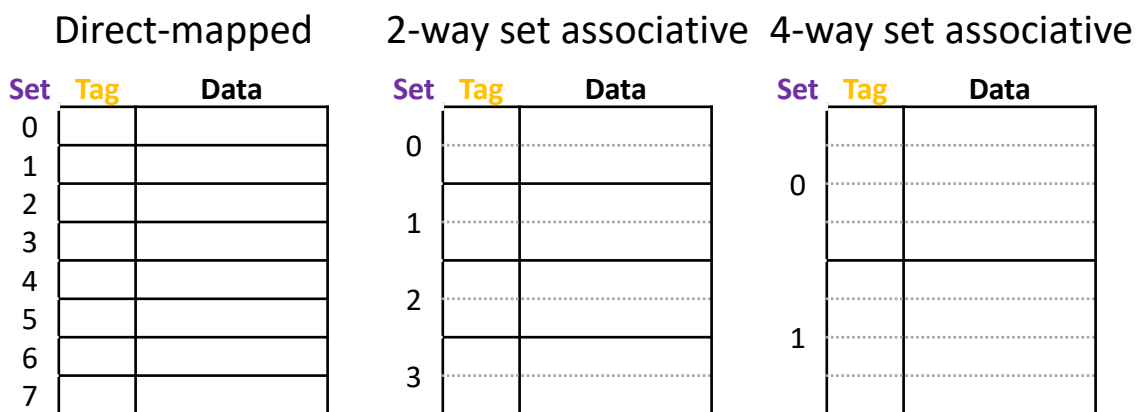 Direct-mapped
Set Tag Data
0
1
2
3
4
5
6
7
2-way set associative
Set Tag Data
0
1
2
3
4-way set associative
Set Tag Data
0
1